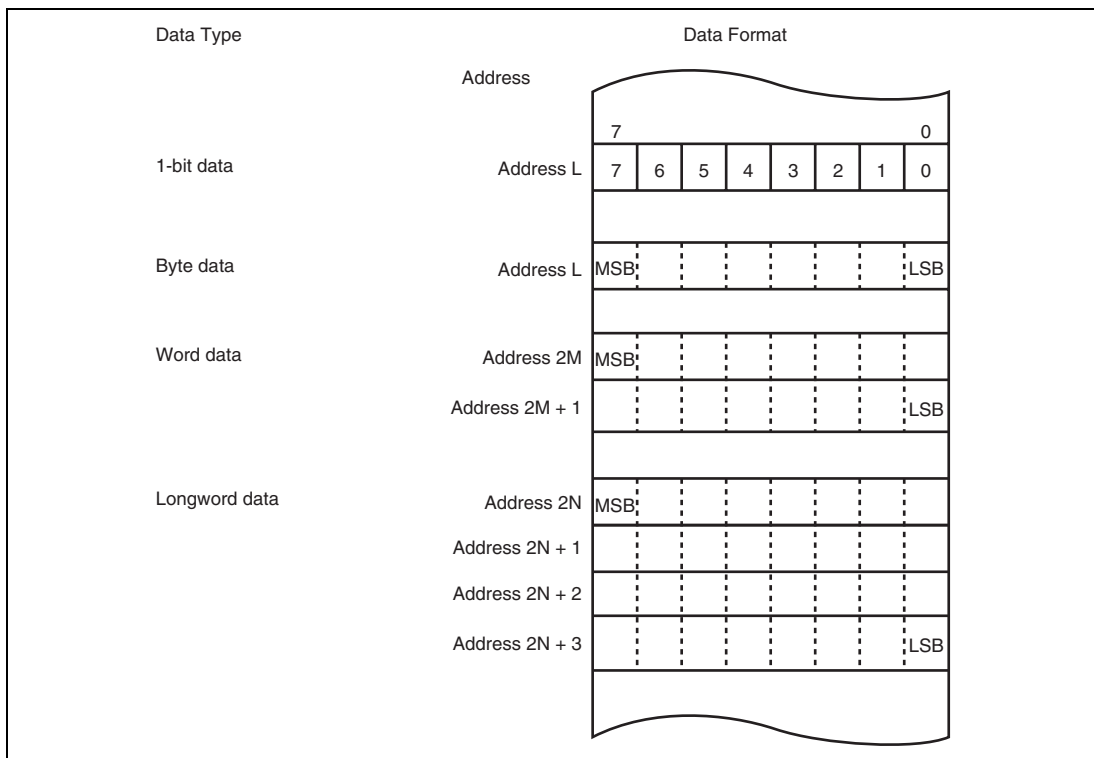 Data Type Data Format
Address
7 0
1-bit data Address L 7 6 5 4 3 2 1 0
Byte data Address L MSB LSB
Word data Address 2M MSB
Address 2M + 1 LSB
Longword data Address 2N MSB
Address 2N + 1
Address 2N + 2
Address 2N + 3 LSB